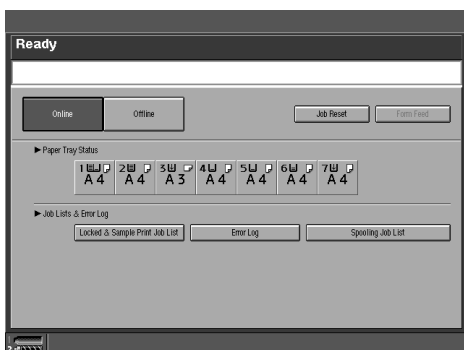 Ready
Online Offline Job Reset Form Feed
►Paper Tray Status
1 2 3 4 5 6 7
A4 A4 A3 A4 A4 A4 A4
►Job Lists & Error Log
Locked & Sample Print Job List Error Log Spooling Job List